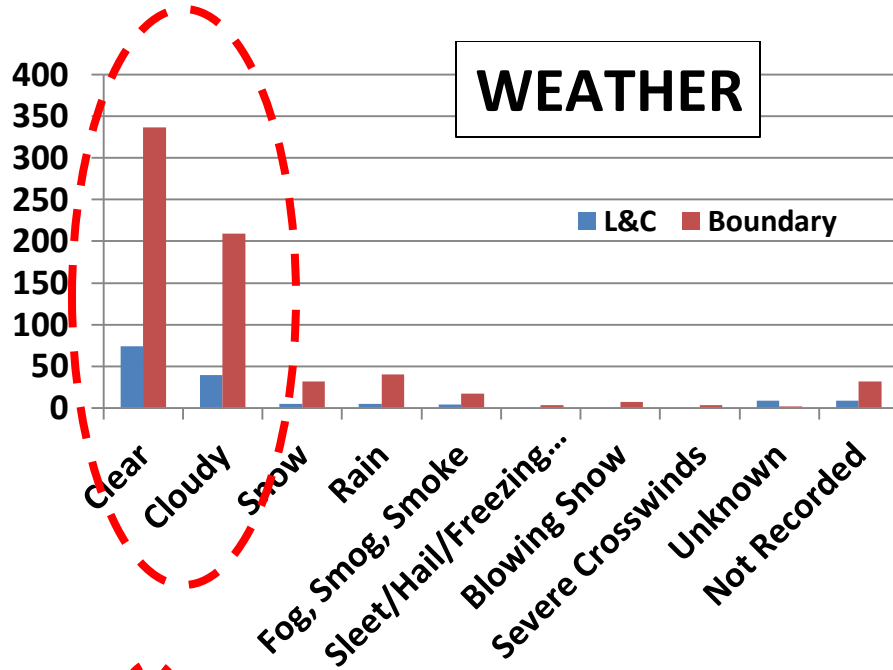 WEATHER
400
350
300
250
200
150
100
50
0
L&C Boundary
Clear
Cloudy
Snow
Rain
Fog, Smog, Smoke
Sleet/Hail/Freezing...
Blowing Snow
Severe Crosswinds
Unknown
Not Recorded